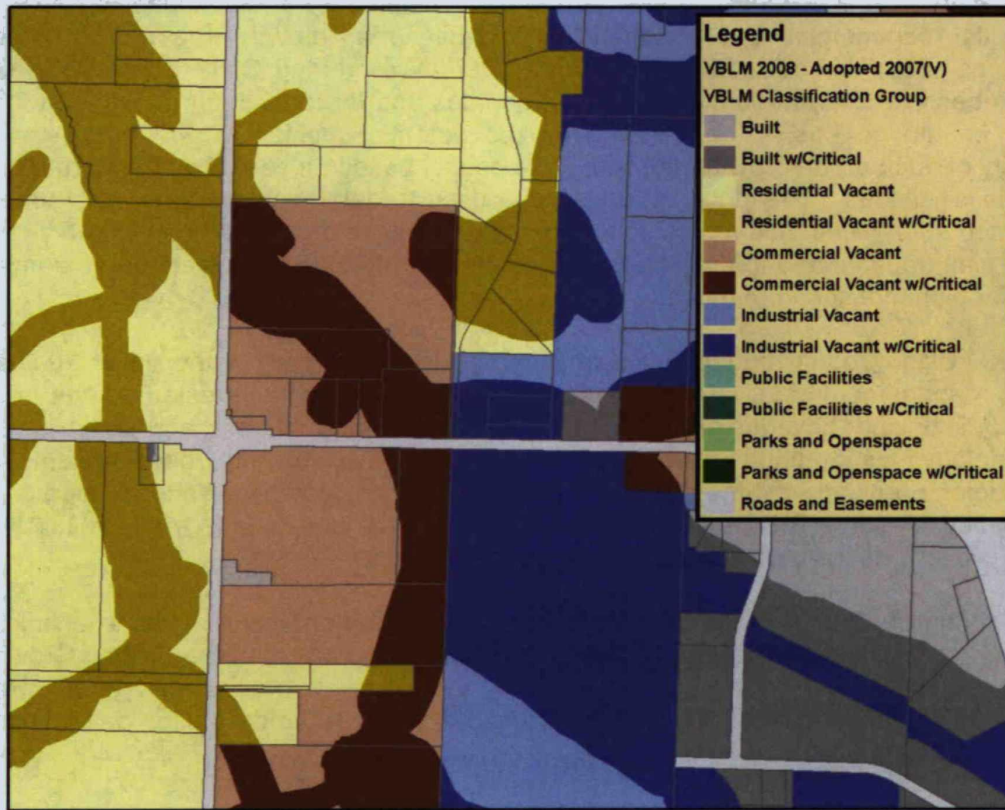 Legend
VBLM 2008 - Adopted 2007(V)
VBLM Classification Group
Built
Built w/Critical
Residential Vacant
Residential Vacant w/Critical
Commercial Vacant
Commercial Vacant w/Critical
Industrial Vacant
Industrial Vacant w/Critical
Public Facilities
Public Facilities w/Critical
Parks and Openspace
Parks and Openspace w/Critical
Roads and Easements